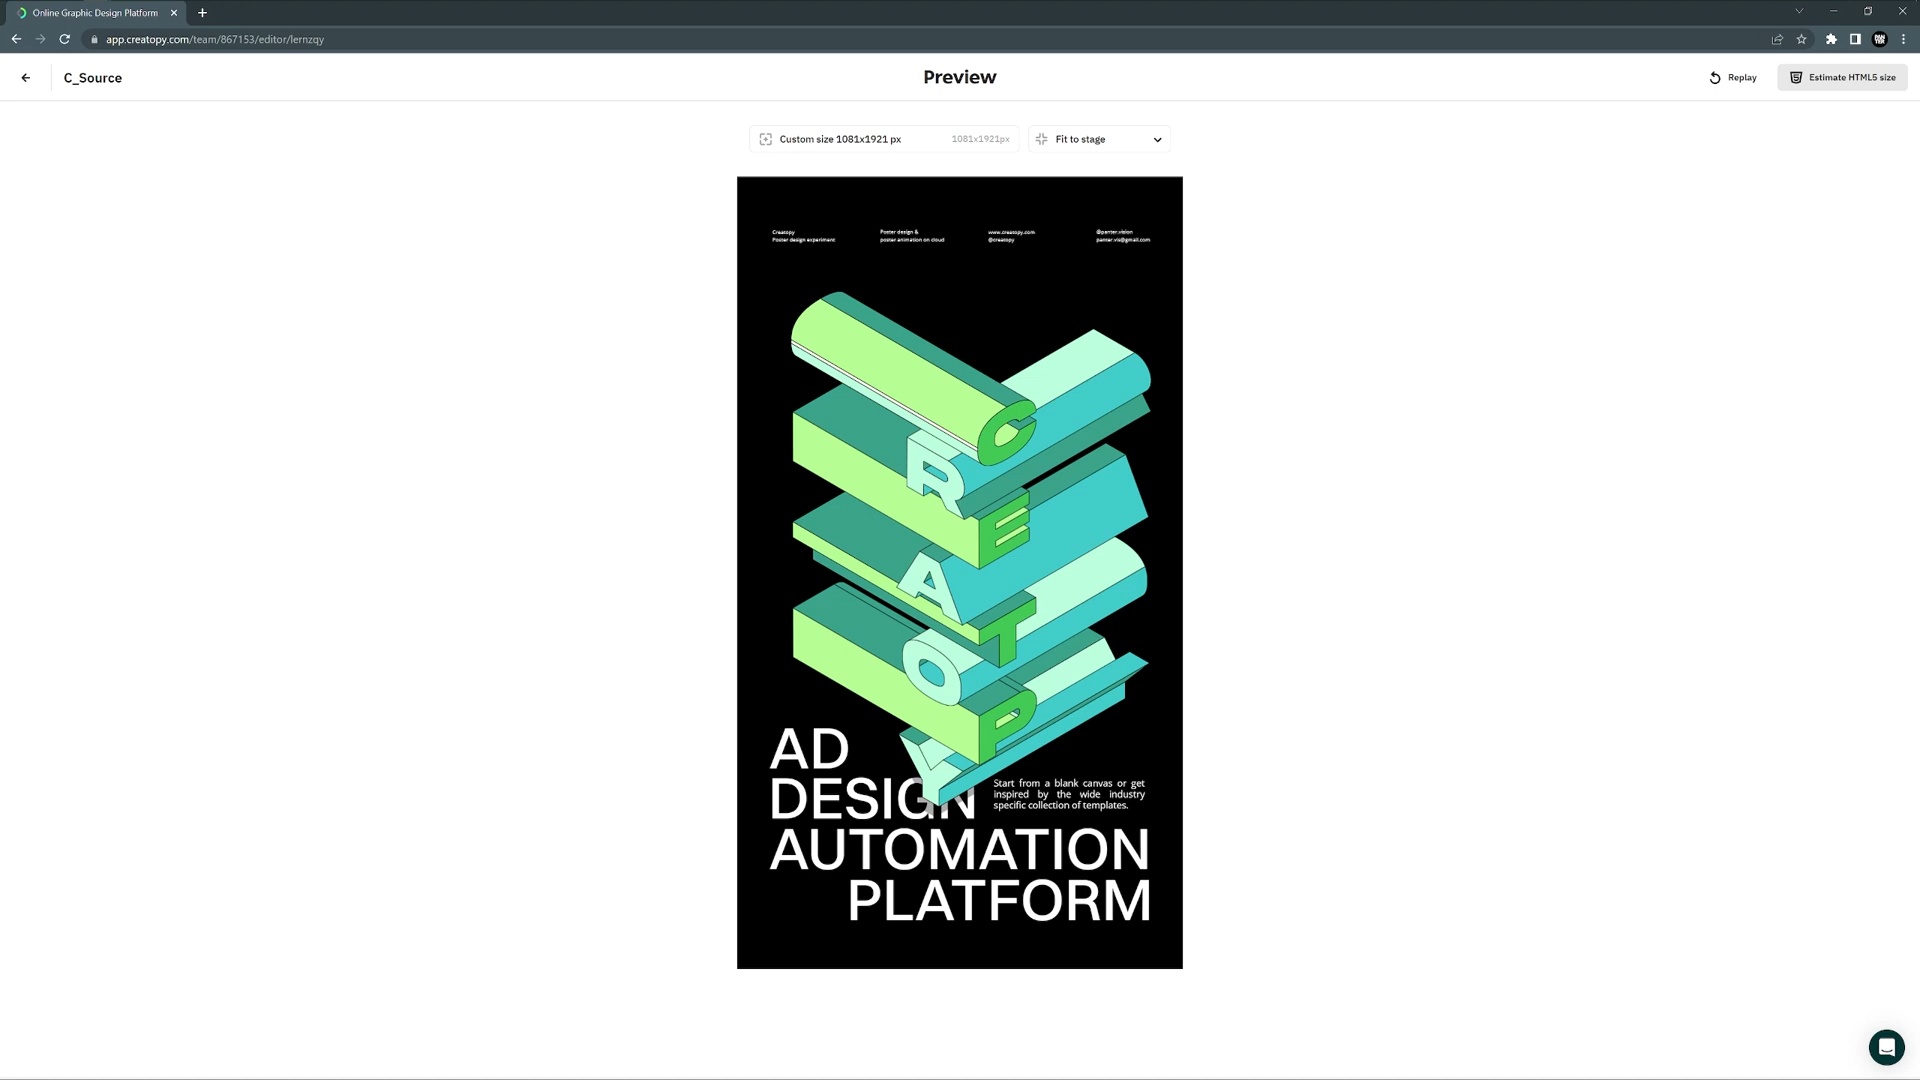 Online Graphic Design Platform
app.creatopy.com/team/867153/editor/lernzqy
C_Source
Preview
Replay
Estimate HTML5 size
Custom size 1081x1921 px
1081x1921px
Fit to stage
Creatopy
Poster design experiment
Poster design &
poster animation on cloud
www.creatopy.com
@creatopy
@panter.vision
panter.vis@gmail.com
C
R
E
A
T
O
P
Y
AD
DESIGN
Start from a blank canvas or get
inspired by the wide industry
specific collection of templates.
AUTOMATION
PLATFORM